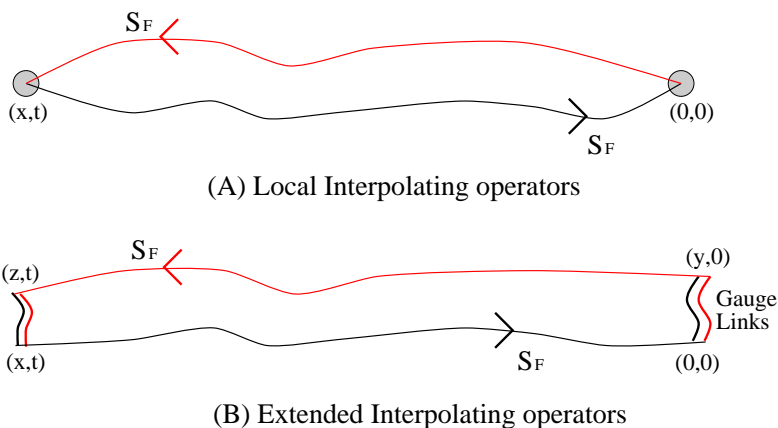 SF
(x,t)
(0,0)
SF
(A) Local Interpolating operators
SF
(z,t)
(y,0)
Gauge
Links
(x,t)
SF
(0,0)
(B) Extended Interpolating operators